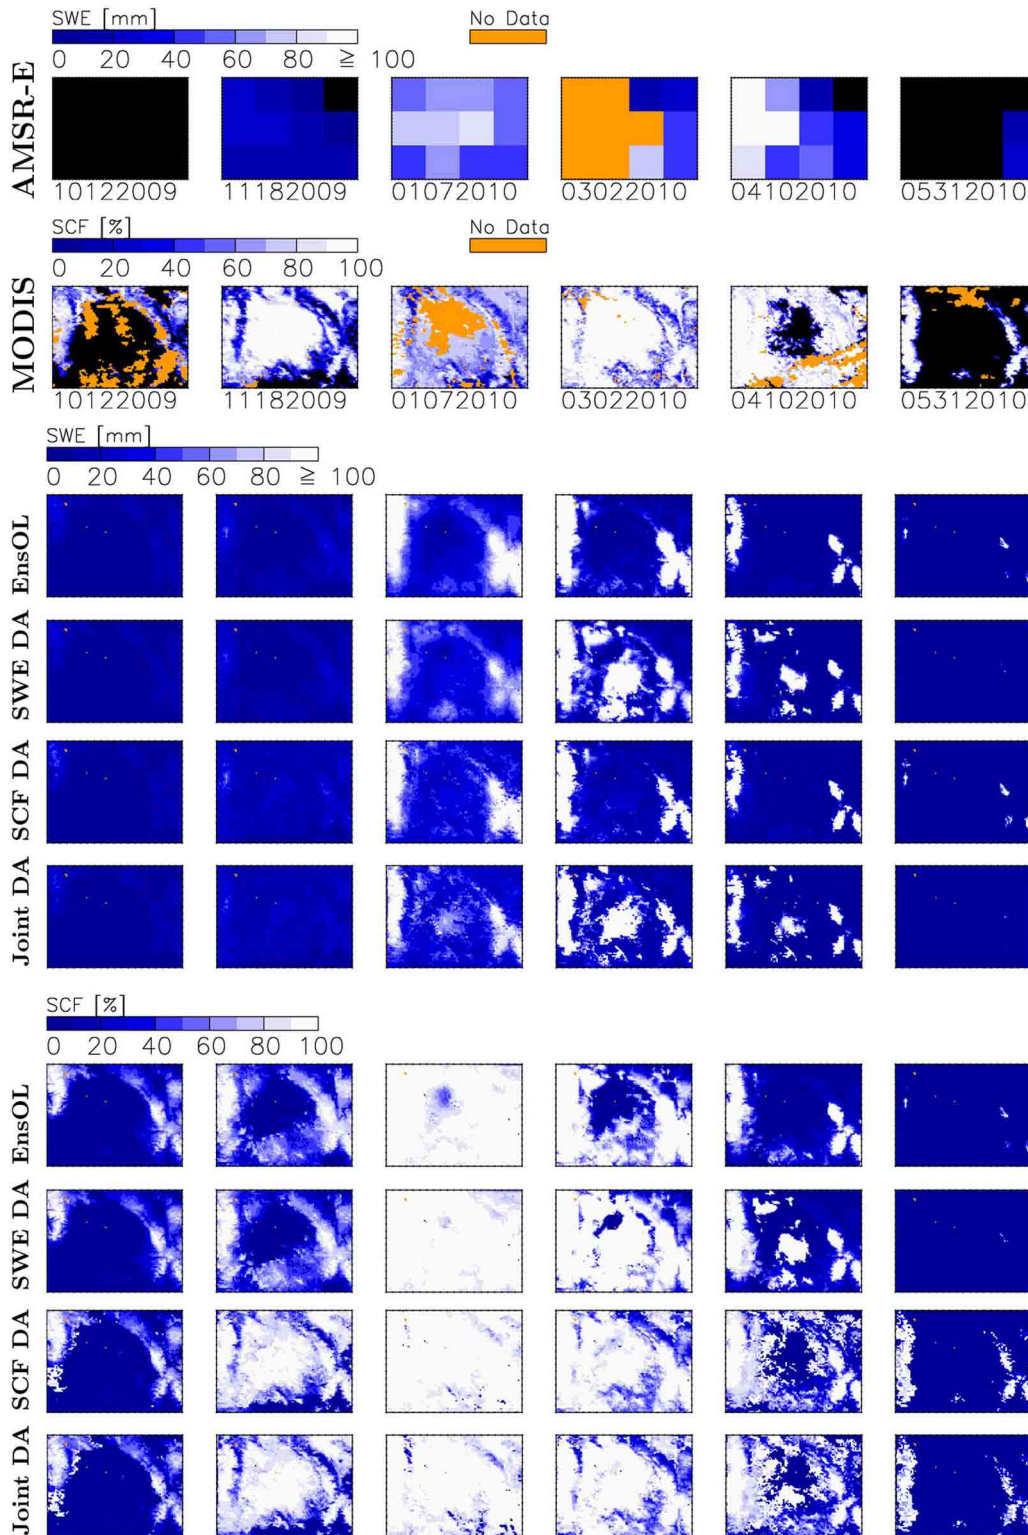 SWE [mm] No Data
0 20 40 60 80 ≥ 100
AMSR-E
10122009 11182009 01072010 03022010 04102010 05312010
SCF [%] No Data
0 20 40 60 80 100
MODIS
10122009 11182009 01072010 03022010 04102010 05312010
SWE [mm]
0 20 40 60 80 ≥ 100
EnsOL
SWE DA
SCF DA
Joint DA
SCF [%]
0 20 40 60 80 100
EnsOL
SWE DA
SCF DA
Joint DA